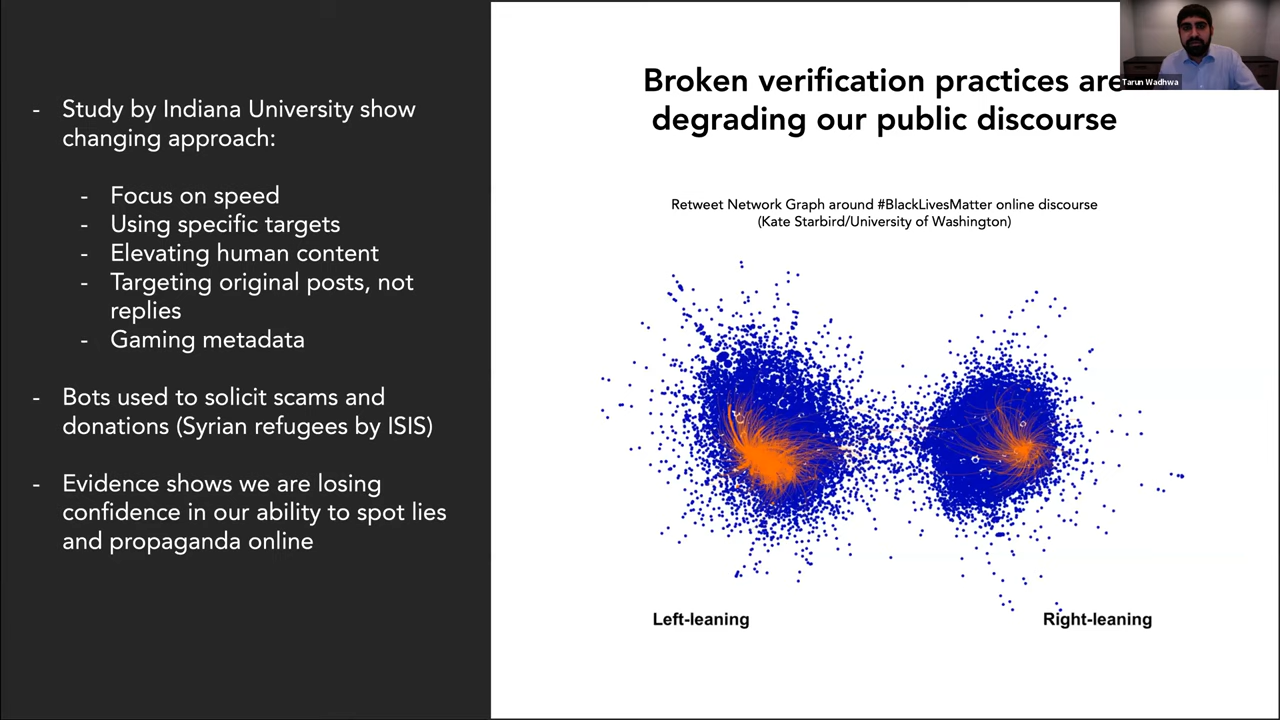 - Study by Indiana University show
changing approach:
- Focus on speed
- Using specific targets
- Elevating human content
- Targeting original posts, not
replies
- Gaming metadata
- Bots used to solicit scams and
donations (Syrian refugees by ISIS)
- Evidence shows we are losing
confidence in our ability to spot lies
and propaganda online
Broken verification practices are
degrading our public discourse
Tarun Wadhwa
Retweet Network Graph around #BlackLivesMatter online discourse
(Kate Starbird/University of Washington)
Left-leaning
Right-leaning